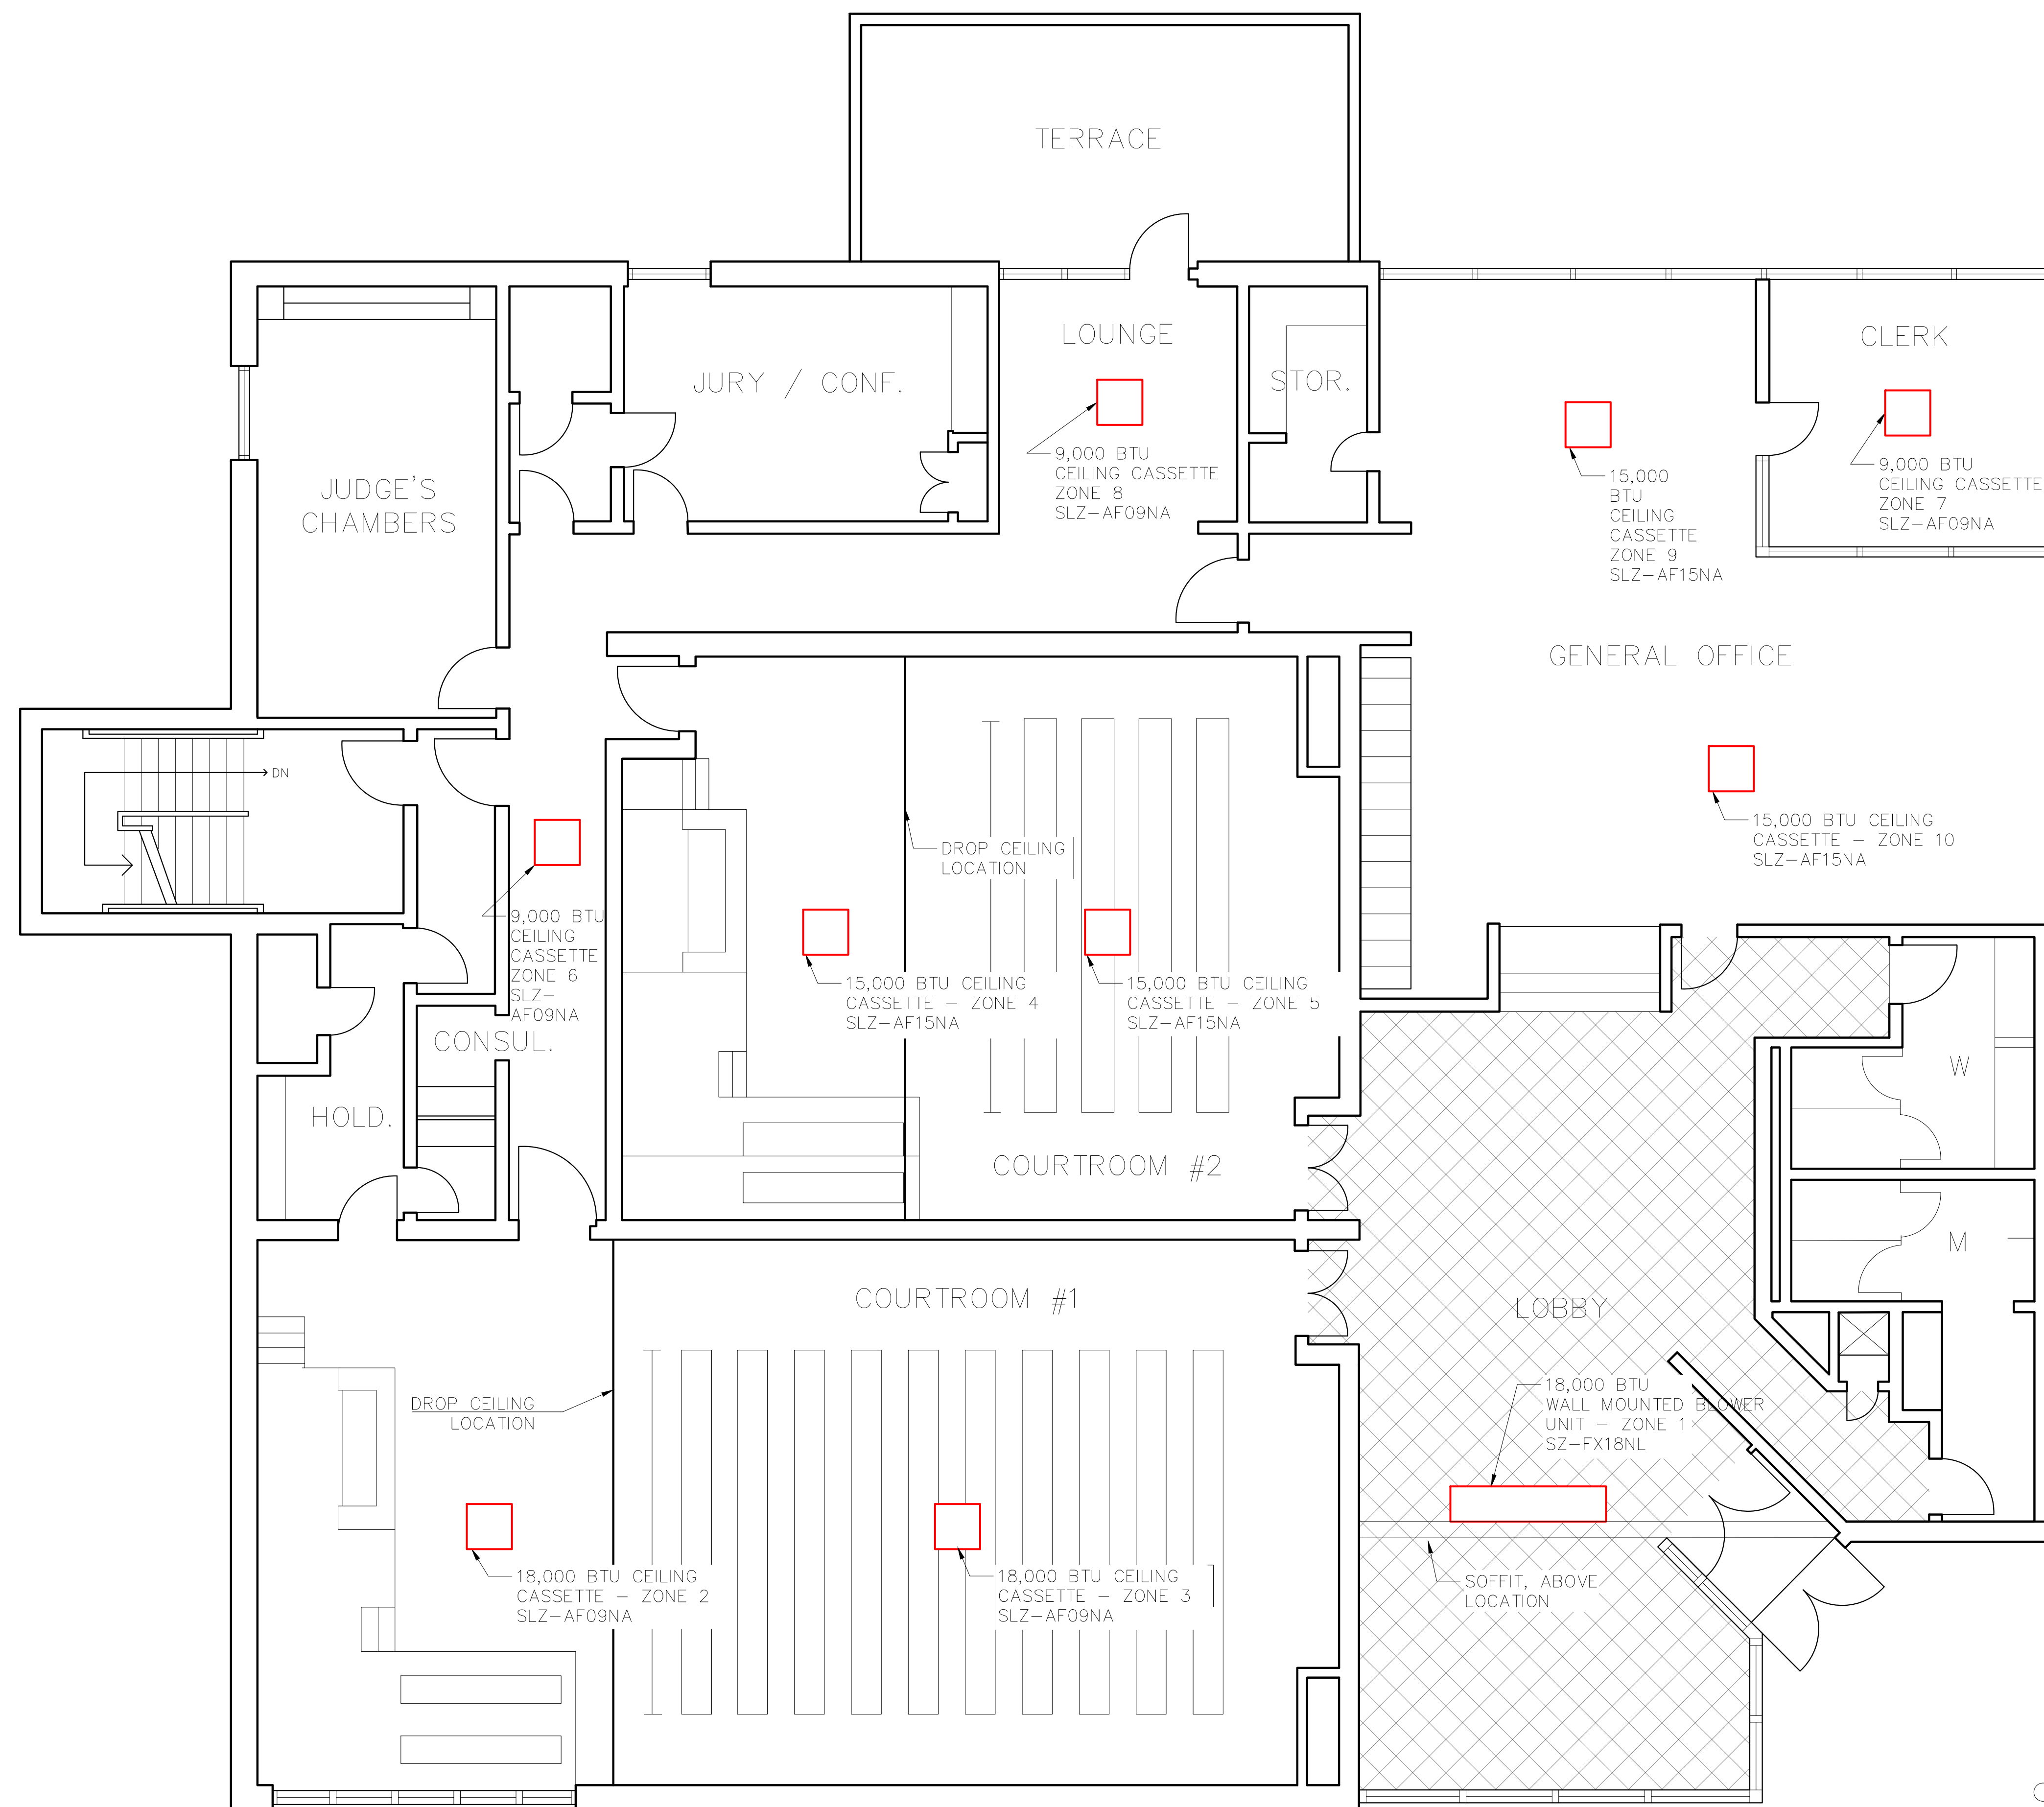 TERRACE
LOUNGE
CLERK
JURY / CONF.
STOR.
9,000 BTU
CEILING CASSETTE
ZONE 8
SLZ-AF09NA
15,000
BTU
CEILING
CASSETTE
ZONE 9
SLZ-AF15NA
9,000 BTU
CEILING CASSETTE
ZONE 7
SLZ-AF09NA
JUDGE'S
CHAMBERS
GENERAL OFFICE
DN
DROP CEILING
LOCATION
15,000 BTU CEILING
CASSETTE - ZONE 10
SLZ-AF15NA
9,000 BTU
CEILING
CASSETTE
ZONE 6
SLZ-
AF09NA
15,000 BTU CEILING
CASSETTE - ZONE 4
SLZ-AF15NA
15,000 BTU CEILING
CASSETTE - ZONE 5
SLZ-AF15NA
CONSUL.
HOLD.
W
COURTROOM #2
M
COURTROOM #1
LOBBY
DROP CEILING
LOCATION
18,000 BTU
WALL MOUNTED BLOWER
UNIT - ZONE 1
SZ-FX18NL
18,000 BTU CEILING
CASSETTE - ZONE 2
SLZ-AF09NA
18,000 BTU CEILING
CASSETTE - ZONE 3
SLZ-AF09NA
SOFFIT, ABOVE
LOCATION